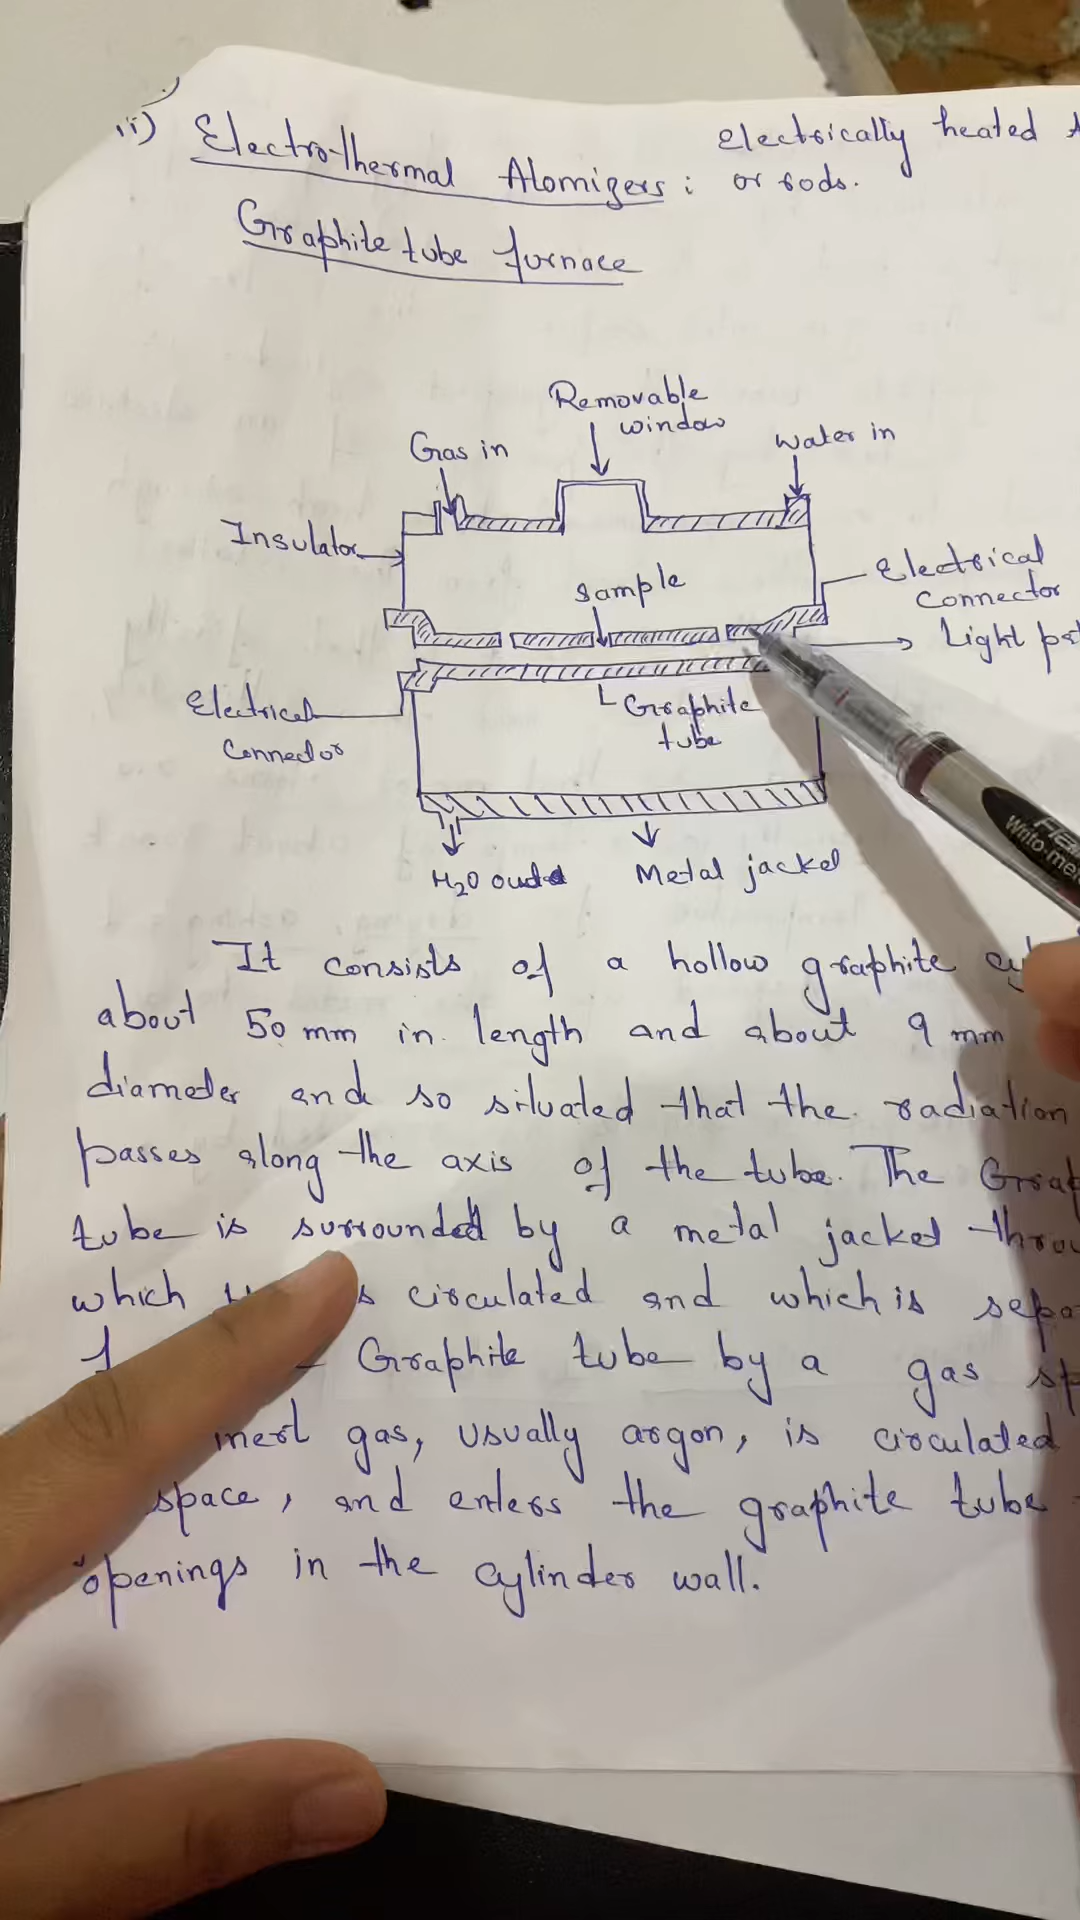 ii) Electrothermal Atomizers: electrically heated
or rods.
Graphite tube furnace
Removable
window
Gas in
water in
Insulator
Sample
Electrical
Connector
Light
Electrical
Connector
Graphite
tube
H2O out
Metal jacket
It consists of a hollow graphite
about 50 mm in length and about 9 mm
diameter and so situated that the radiation
passes along the axis of the tube. The
tube is surrounded by a metal jacket
which circulated and which is
Graphite tube by a gas
inert gas, usually argon, is circulated
space, and enters the graphite tube
openings in the cylinder wall.